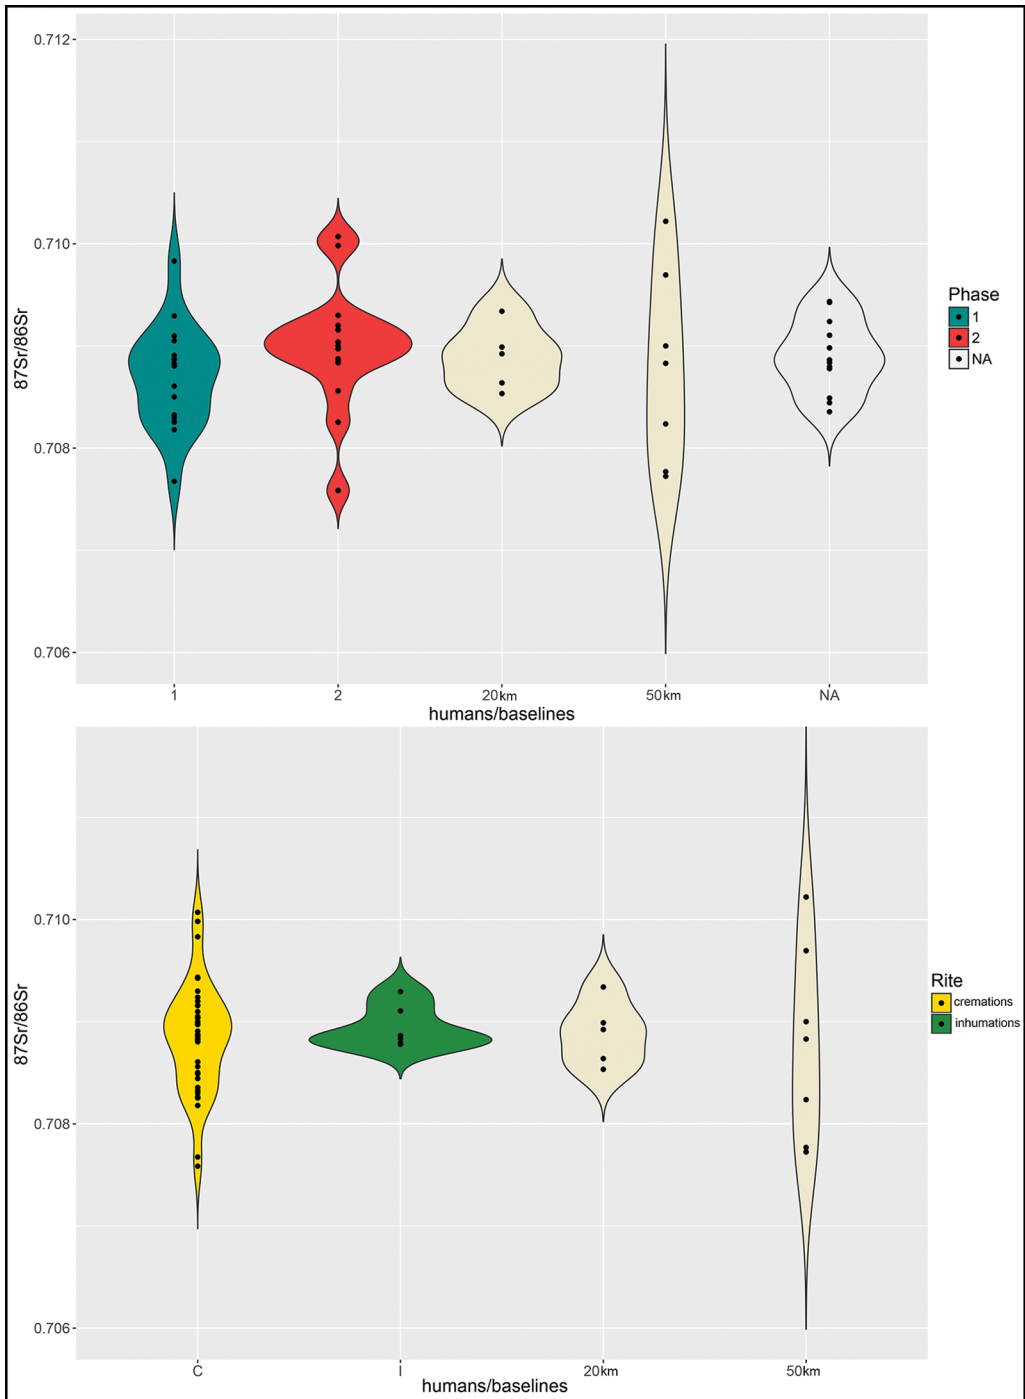 0.712
0.710
0.708
0.706
87Sr/86Sr
1 2 20km 50km NA
humans/baselines
Phase
1
2
NA
0.710
0.708
0.706
87Sr/86Sr
C I 20km 50km
humans/baselines
Rite
cremations
inhumations